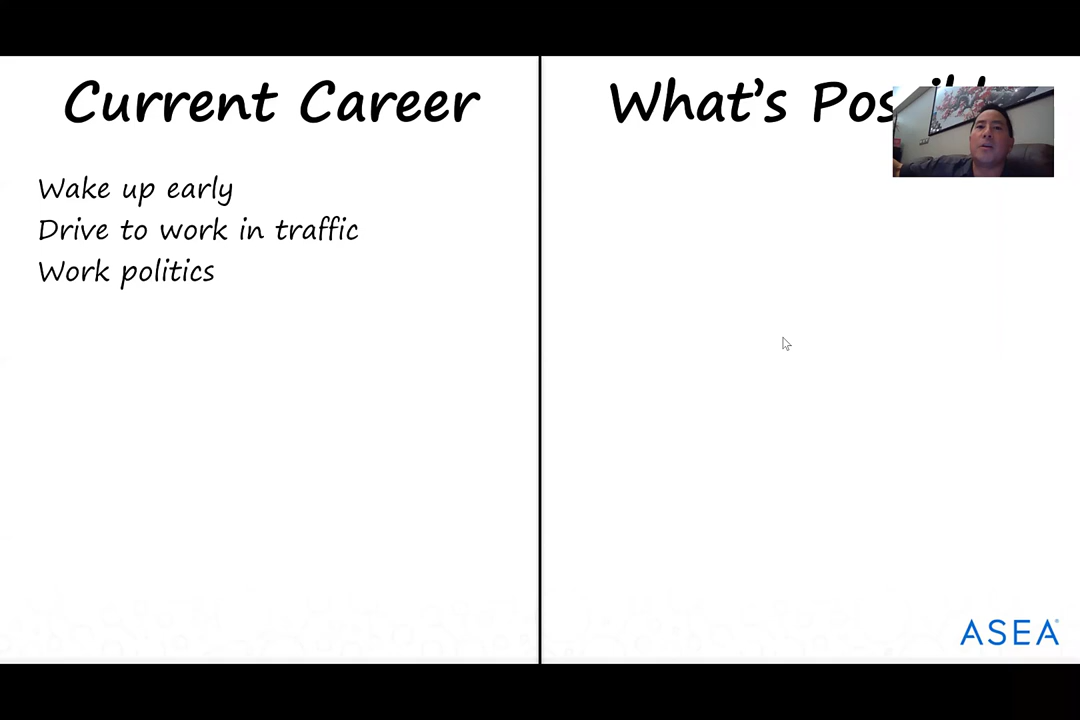 Current Career
What's
Wake up early
Drive to work in traffic
Work politics
ASEA